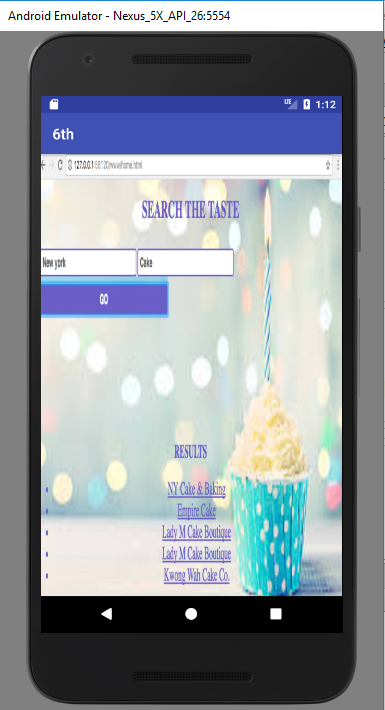 Android Emulator - Nexus_5X_API_26:5554
LTE 1:12
6th
127.0.0.1:58120/www/home.html
SEARCH THE TASTE
New york Cake
GO
RESULTS
NY Cake & Baking
Empire Cake
Lady M Cake Boutique
Lady M Cake Boutique
Kwong Wah Cake Co.